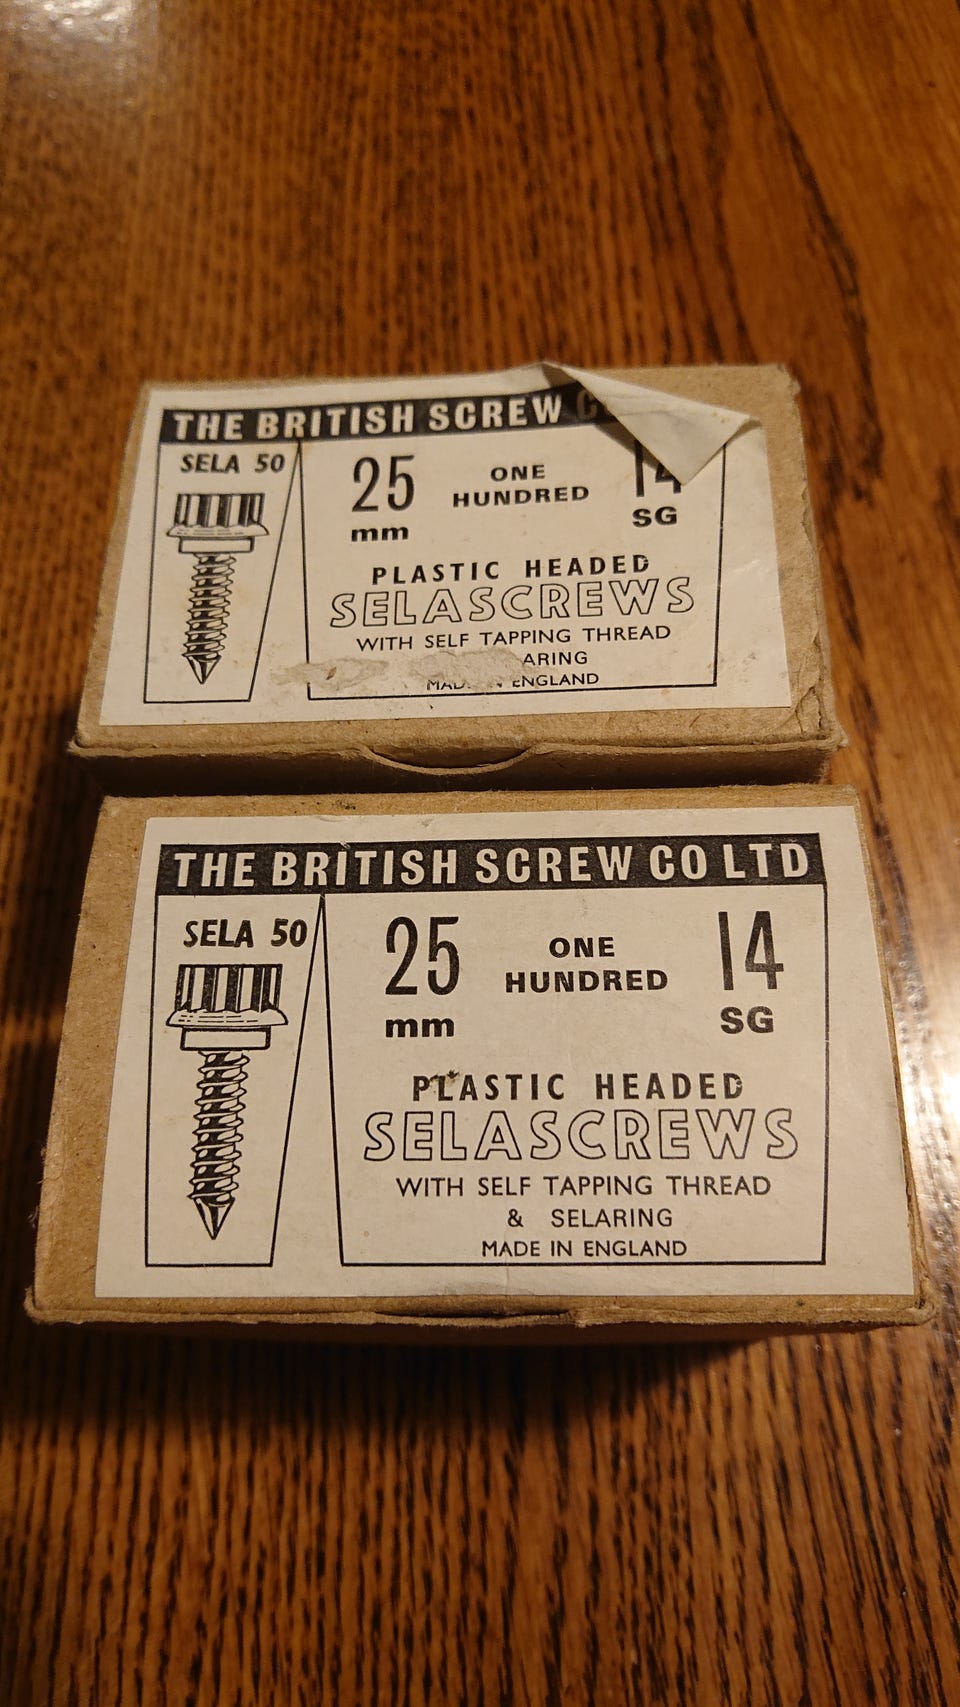 THE BRITISH SCREW
SELA 50
25 mm
ONE HUNDRED
14 SG
PLASTIC HEADED
SELASCREWS
WITH SELF TAPPING THREAD
ARING
ENGLAND
THE BRITISH SCREW CO LTD
SELA 50
25 mm
ONE HUNDRED
14 SG
PLASTIC HEADED
SELASCREWS
WITH SELF TAPPING THREAD
& SELARING
MADE IN ENGLAND